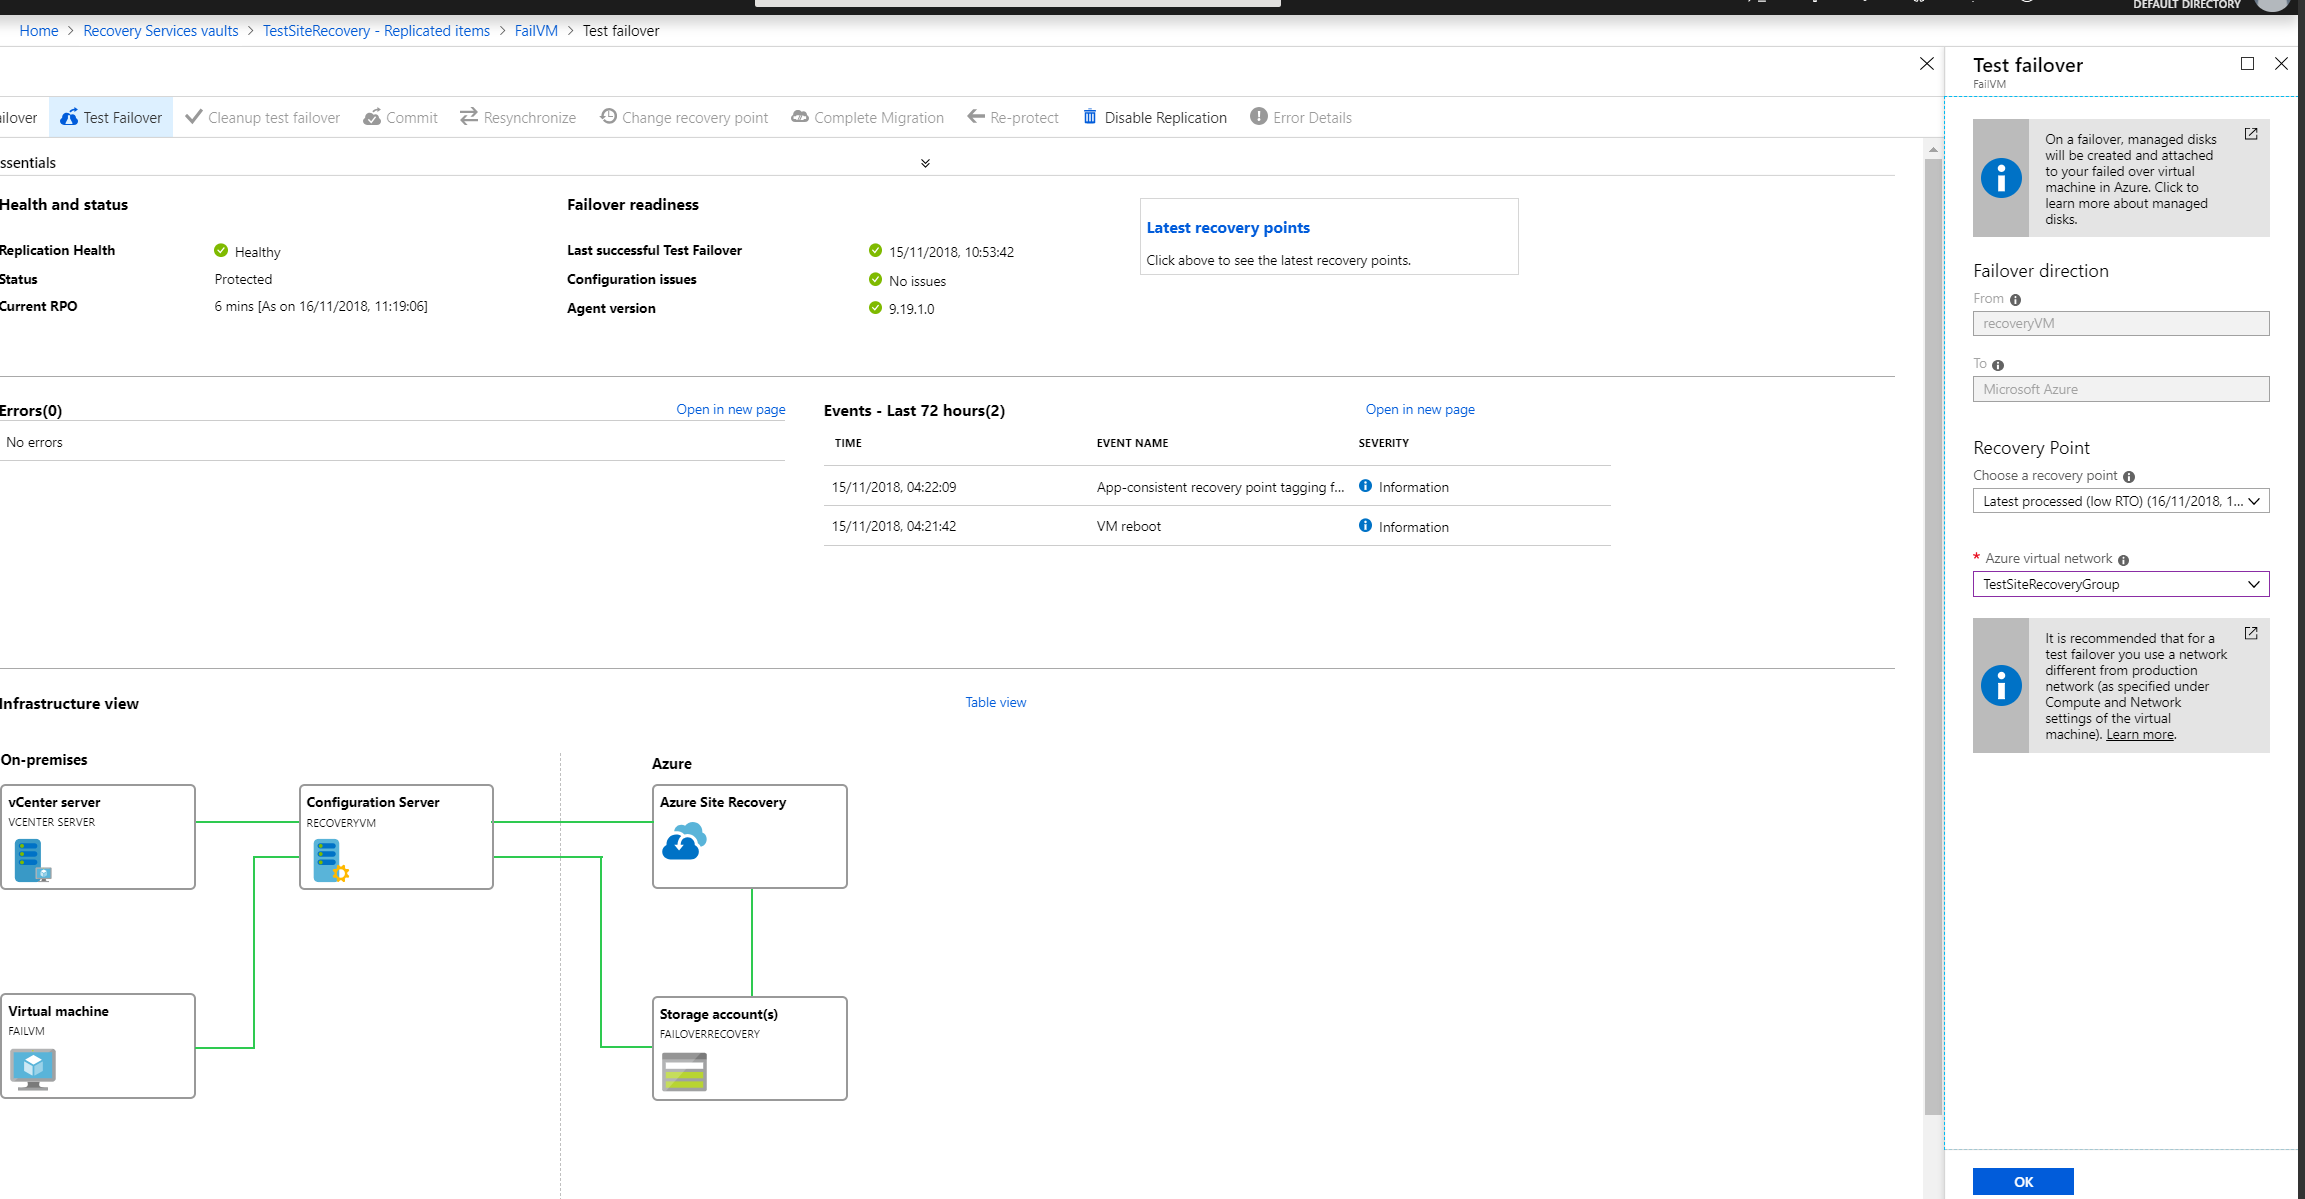 DEFAULT DIRECTORY
Home > Recovery Services vaults > TestSiteRecovery - Replicated items > FailVM > Test failover
ilover
Test Failover
Cleanup test failover
Commit
Resynchronize
Change recovery point
Complete Migration
Re-protect
Disable Replication
Error Details
ssentials
Health and status
Replication Health
Healthy
Status
Protected
Current RPO
6 mins [As on 16/11/2018, 11:19:06]
Failover readiness
Last successful Test Failover
15/11/2018, 10:53:42
Configuration issues
No issues
Agent version
9.19.1.0
Latest recovery points
Click above to see the latest recovery points.
Errors(0)
Open in new page
No errors
Events - Last 72 hours(2)
Open in new page
TIME
EVENT NAME
SEVERITY
15/11/2018, 04:22:09
App-consistent recovery point tagging f...
Information
15/11/2018, 04:21:42
VM reboot
Information
Infrastructure view
Table view
On-premises
vCenter server
VCENTER SERVER
Configuration Server
RECOVERYVM
Virtual machine
FAILVM
Azure
Azure Site Recovery
Storage account(s)
FAILOVERRECOVERY
Test failover
FailVM
On a failover, managed disks
will be created and attached
to your failed over virtual
machine in Azure. Click to
learn more about managed
disks.
Failover direction
From
recoveryVM
To
Microsoft Azure
Recovery Point
Choose a recovery point
Latest processed (low RTO) (16/11/2018, 1...
* Azure virtual network
TestSiteRecoveryGroup
It is recommended that for a
test failover you use a network
different from production
network (as specified under
Compute and Network
settings of the virtual
machine). Learn more.
OK